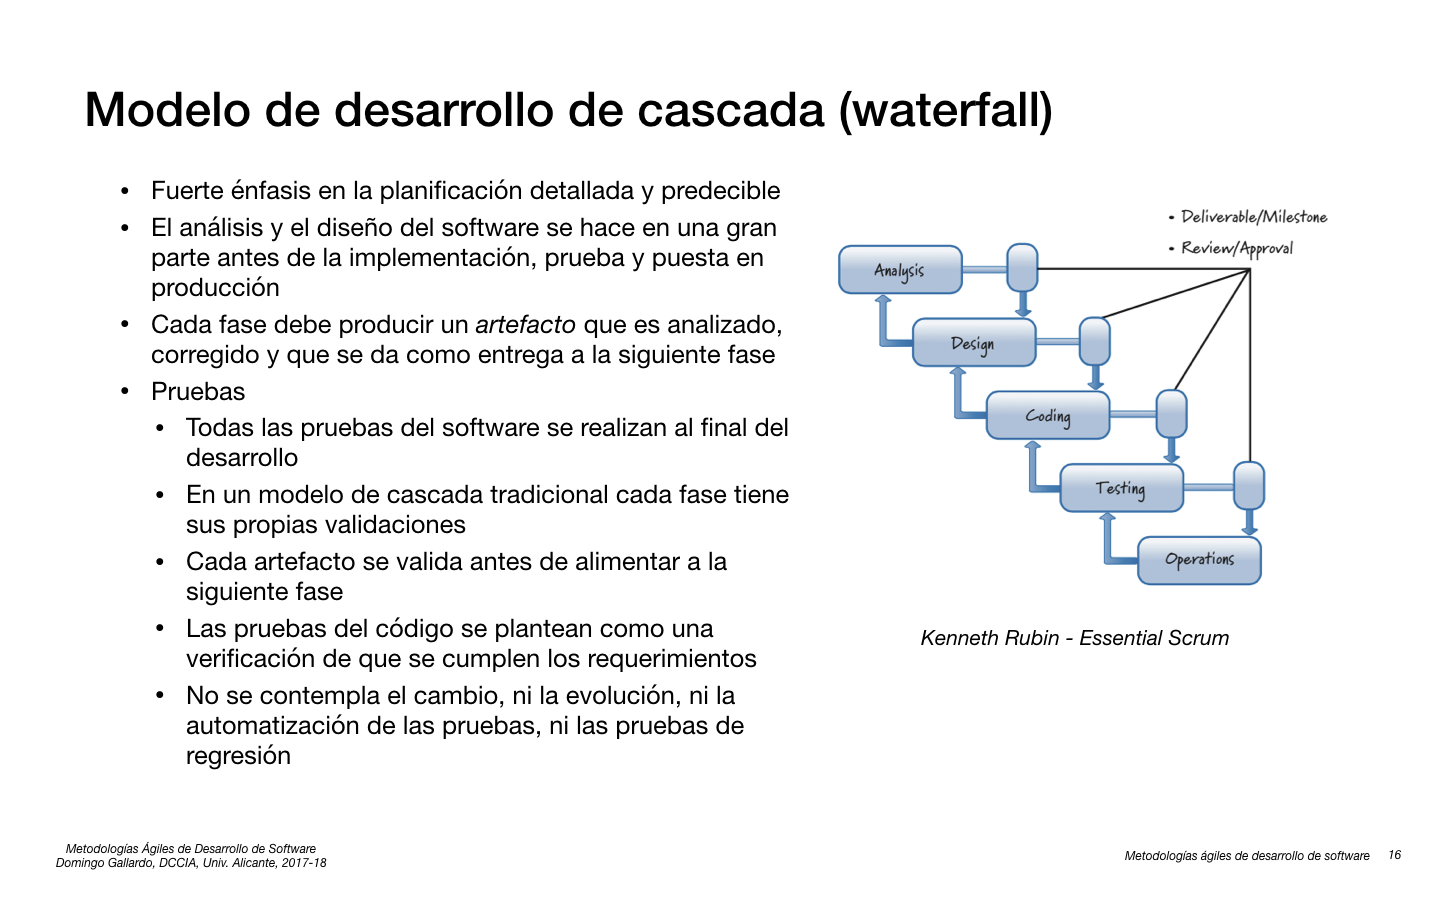 Modelo de desarrollo de cascada (waterfall)
• Fuerte énfasis en la planificación detallada y predecible
• El análisis y el diseño del software se hace en una gran
parte antes de la implementación, prueba y puesta en
producción
• Cada fase debe producir un artefacto que es analizado,
corregido y que se da como entrega a la siguiente fase
• Pruebas
• Todas las pruebas del software se realizan al final del
desarrollo
• En un modelo de cascada tradicional cada fase tiene
sus propias validaciones
• Cada artefacto se valida antes de alimentar a la
siguiente fase
• Las pruebas del código se plantean como una
verificación de que se cumplen los requerimientos
• No se contempla el cambio, ni la evolución, ni la
automatización de las pruebas, ni las pruebas de
regresión
• Deliverable/Milestone
• Review/Approval
Analysis
Design
Coding
Testing
Operations
Kenneth Rubin - Essential Scrum
Metodologías Ágiles de Desarrollo de Software
Domingo Gallardo, DCCIA, Univ. Alicante, 2017-18
Metodologías ágiles de desarrollo de software 16